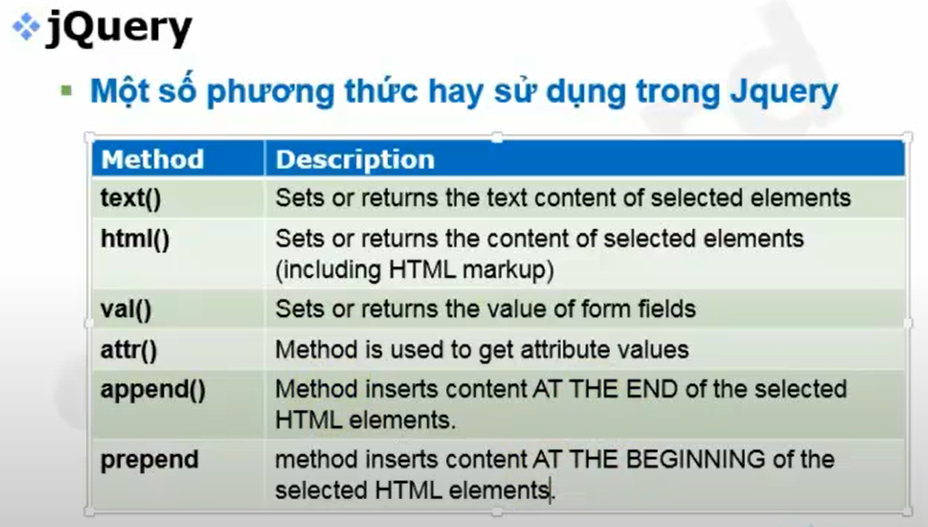 jQuery
Một số phương thức hay sử dụng trong Jquery
Method Description
text() Sets or returns the text content of selected elements
html() Sets or returns the content of selected elements
(including HTML markup)
val() Sets or returns the value of form fields
attr() Method is used to get attribute values
append() Method inserts content AT THE END of the selected
HTML elements.
prepend method inserts content AT THE BEGINNING of the
selected HTML elements.